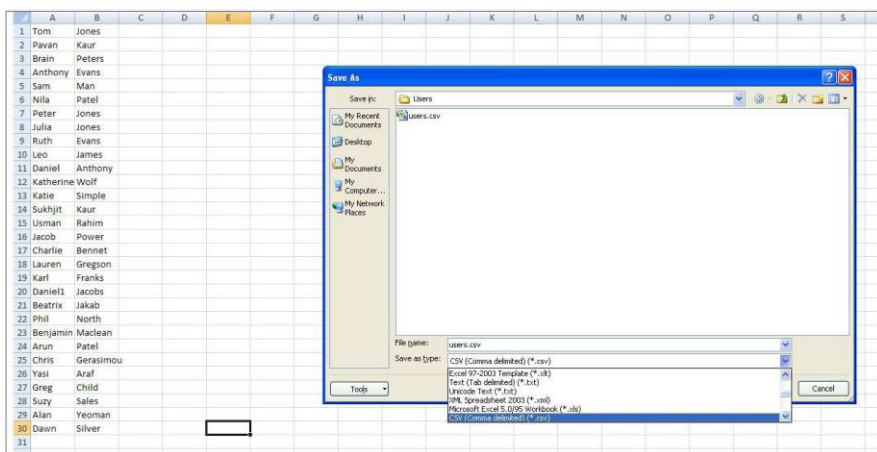 A B C D E F G H I J K L M N O P Q R S
1 Tom Jones
2 Pavan Kaur
3 Brain Peters
4 Anthony Evans
5 Sam Man
6 Nila Patel
7 Peter Jones
8 Julia Jones
9 Ruth Evans
10 Leo James
11 Daniel Anthony
12 Katherine Wolf
13 Katie Simple
14 Sukhjit Kaur
15 Usman Rahim
16 Jacob Power
17 Charlie Bennet
18 Lauren Gregson
19 Karl Franks
20 Daniel1 Jacobs
21 Beatrix Jakab
22 Phil North
23 Benjamin Maclean
24 Arun Patel
25 Chris Gerasimou
26 Yasi Araf
27 Greg Child
28 Suzy Sales
29 Alan Yeoman
30 Dawn Silver
31
Save As
Save in: Users
My Recent
Documents
Desktop
My
Documents
My
Computer...
My Network
Places
users.csv
File name: users.csv
Save as type: CSV (Comma delimited) (*.csv)
Excel 97-2003 Template (*.xlt)
Text (Tab delimited) (*.txt)
Unicode Text (*.txt)
XML Spreadsheet 2003 (*.xml)
Microsoft Excel 5.0/95 Workbook (*.xls)
CSV (Comma delimited) (*.csv)
Tools
Cancel